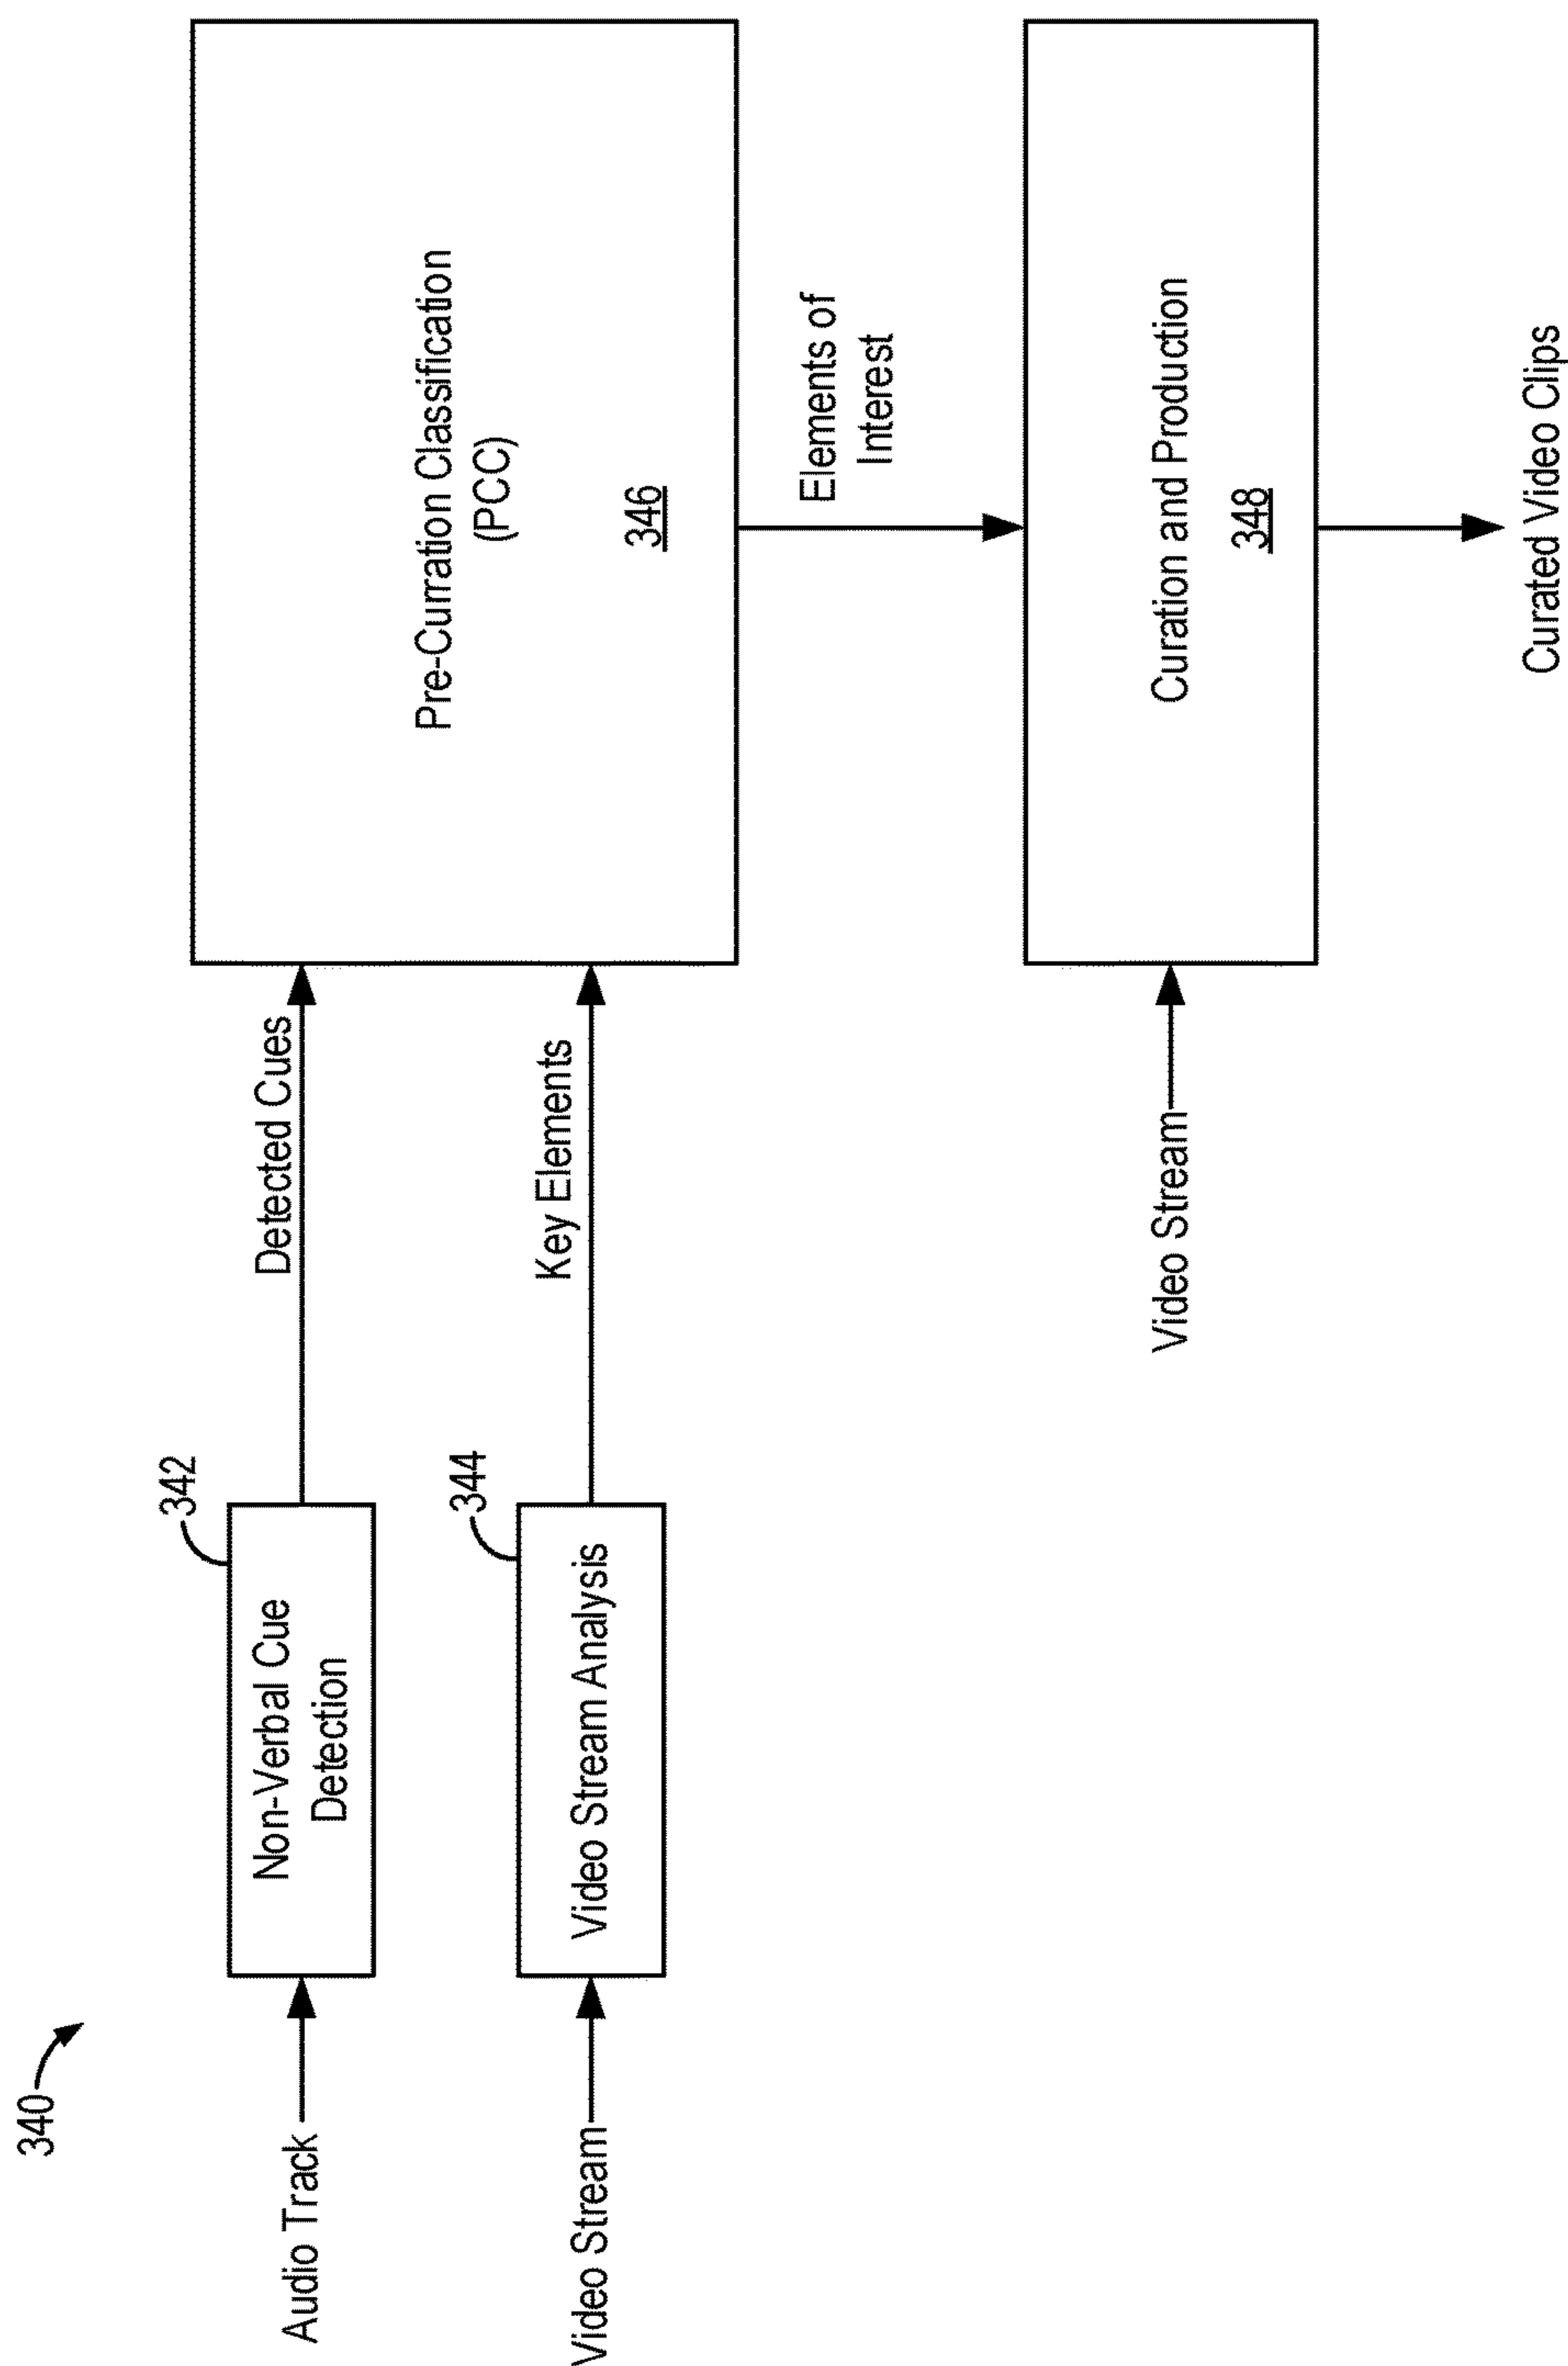 340
342
Audio Track
Non-Verbal Cue
Detection
Detected Cues
344
Video Stream
Video Stream Analysis
Key Elements
Pre-Curration Classification
(PCC)
346
Elements of
Interest
Video Stream
Curation and Production
348
Curated Video Clips